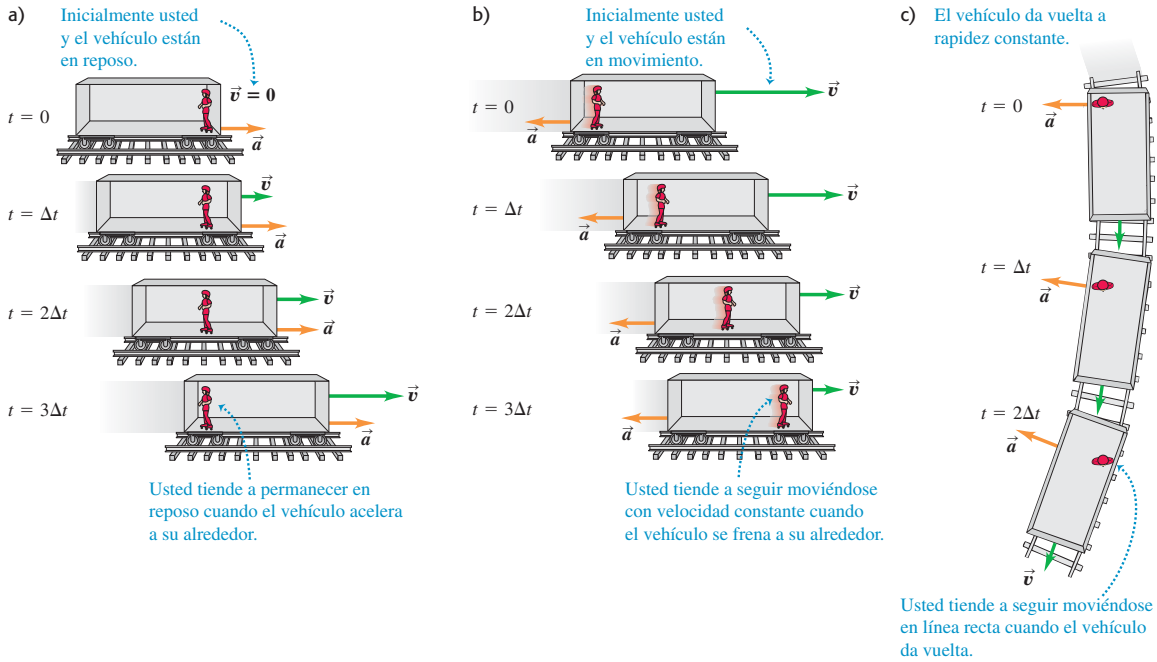 a)
Inicialmente usted
y el vehículo están
en reposo.
t = 0
v⃗ = 0
a⃗
t = Δt
v⃗
a⃗
t = 2Δt
v⃗
a⃗
t = 3Δt
v⃗
a⃗
Usted tiende a permanecer en
reposo cuando el vehículo acelera
a su alrededor.
b)
Inicialmente usted
y el vehículo están
en movimiento.
t = 0
v⃗
a⃗
t = Δt
v⃗
a⃗
t = 2Δt
v⃗
a⃗
t = 3Δt
v⃗
a⃗
Usted tiende a seguir moviéndose
con velocidad constante cuando
el vehículo se frena a su alrededor.
c)
El vehículo da vuelta a
rapidez constante.
t = 0
a⃗
t = Δt
a⃗
t = 2Δt
a⃗
v⃗
Usted tiende a seguir moviéndose
en línea recta cuando el vehículo
da vuelta.